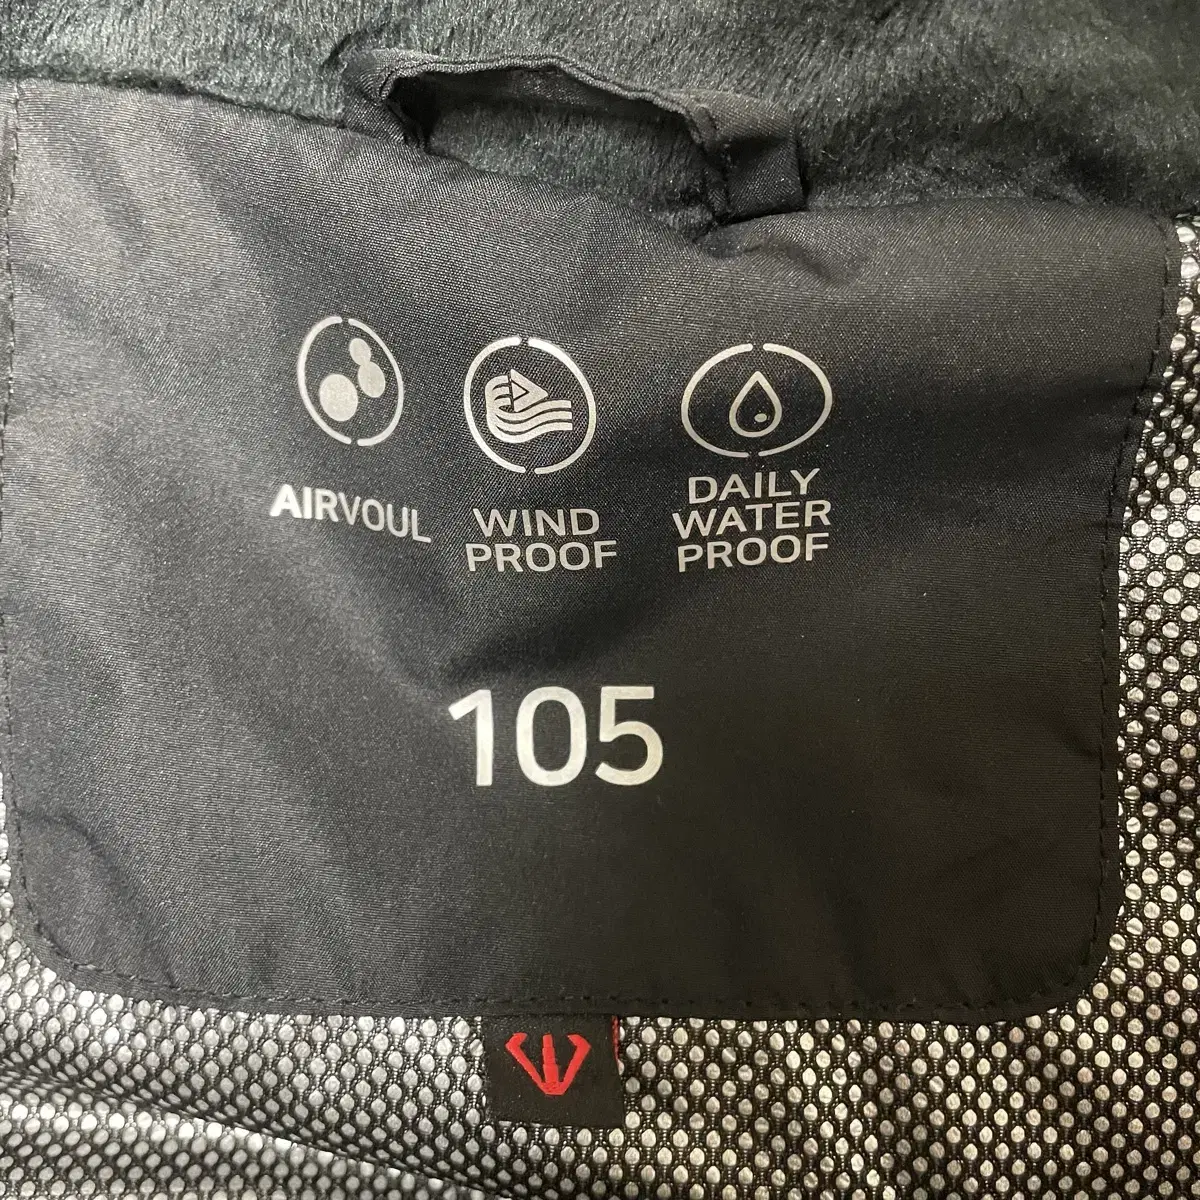 AIRVOUL
WIND
PROOF
DAILY
WATER
PROOF
105